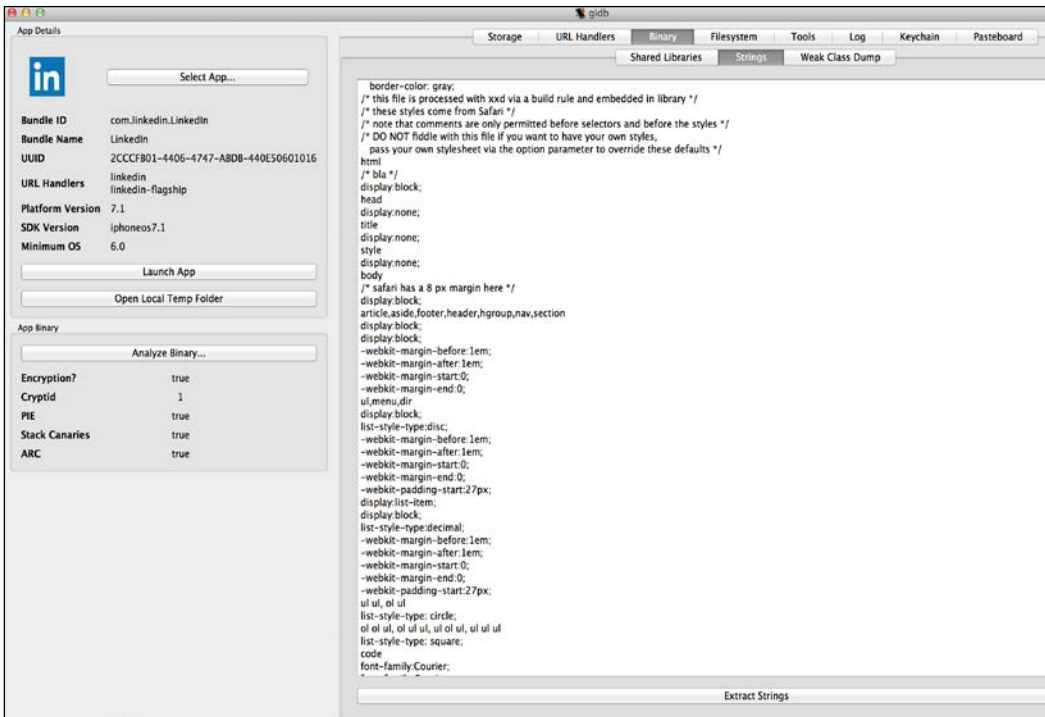 gidb
App Details
in
Select App...
Bundle ID com.linkedin.LinkedIn
Bundle Name LinkedIn
UUID 2CCCFB01-4406-4747-ABDB-440E50601016
URL Handlers linkedin
linkedin-flagship
Platform Version 7.1
SDK Version iphoneos7.1
Minimum OS 6.0
Launch App
Open Local Temp Folder
App Binary
Analyze Binary...
Encryption? true
Cryptid 1
PIE true
Stack Canaries true
ARC true
Storage URL Handlers Binary Filesystem Tools Log Keychain Pasteboard
Shared Libraries Strings Weak Class Dump
border-color: gray;
/* this file is processed with xxd via a build rule and embedded in library */
/* these styles come from Safari */
/* note that comments are only permitted before selectors and before the styles */
/* DO NOT fiddle with this file if you want to have your own styles,
pass your own stylesheet via the option parameter to override these defaults */
html
/* bla */
display:block;
head
display:none;
title
display:none;
style
display:none;
body
/* safari has a 8 px margin here */
display:block;
article,aside,footer,header,hgroup,nav,section
display:block;
display:block;
-webkit-margin-before:1em;
-webkit-margin-after:1em;
-webkit-margin-start:0;
-webkit-margin-end:0;
ul,menu,dir
display:block;
list-style-type:disc;
-webkit-margin-before:1em;
-webkit-margin-after:1em;
-webkit-margin-start:0;
-webkit-margin-end:0;
-webkit-padding-start:27px;
display:list-item;
display:block;
list-style-type:decimal;
-webkit-margin-before:1em;
-webkit-margin-after:1em;
-webkit-margin-start:0;
-webkit-margin-end:0;
-webkit-padding-start:27px;
ul ul, ol ul
list-style-type: circle;
ol ol ul, ol ul ul, ul ol ul, ul ul ul
list-style-type: square;
code
font-family:Courier;
Extract Strings